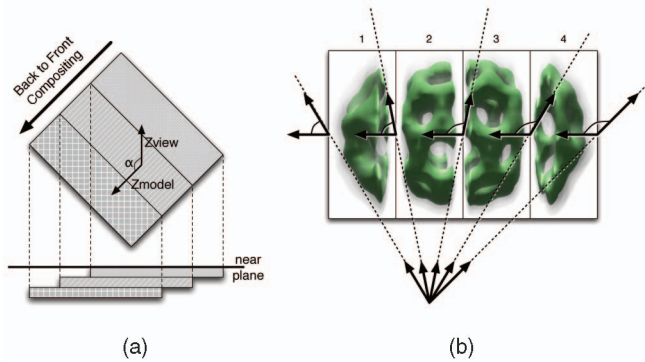 Back to Front
Compositing
Zview
α
Zmodel
near
plane
(a)
1 2 3 4
(b)